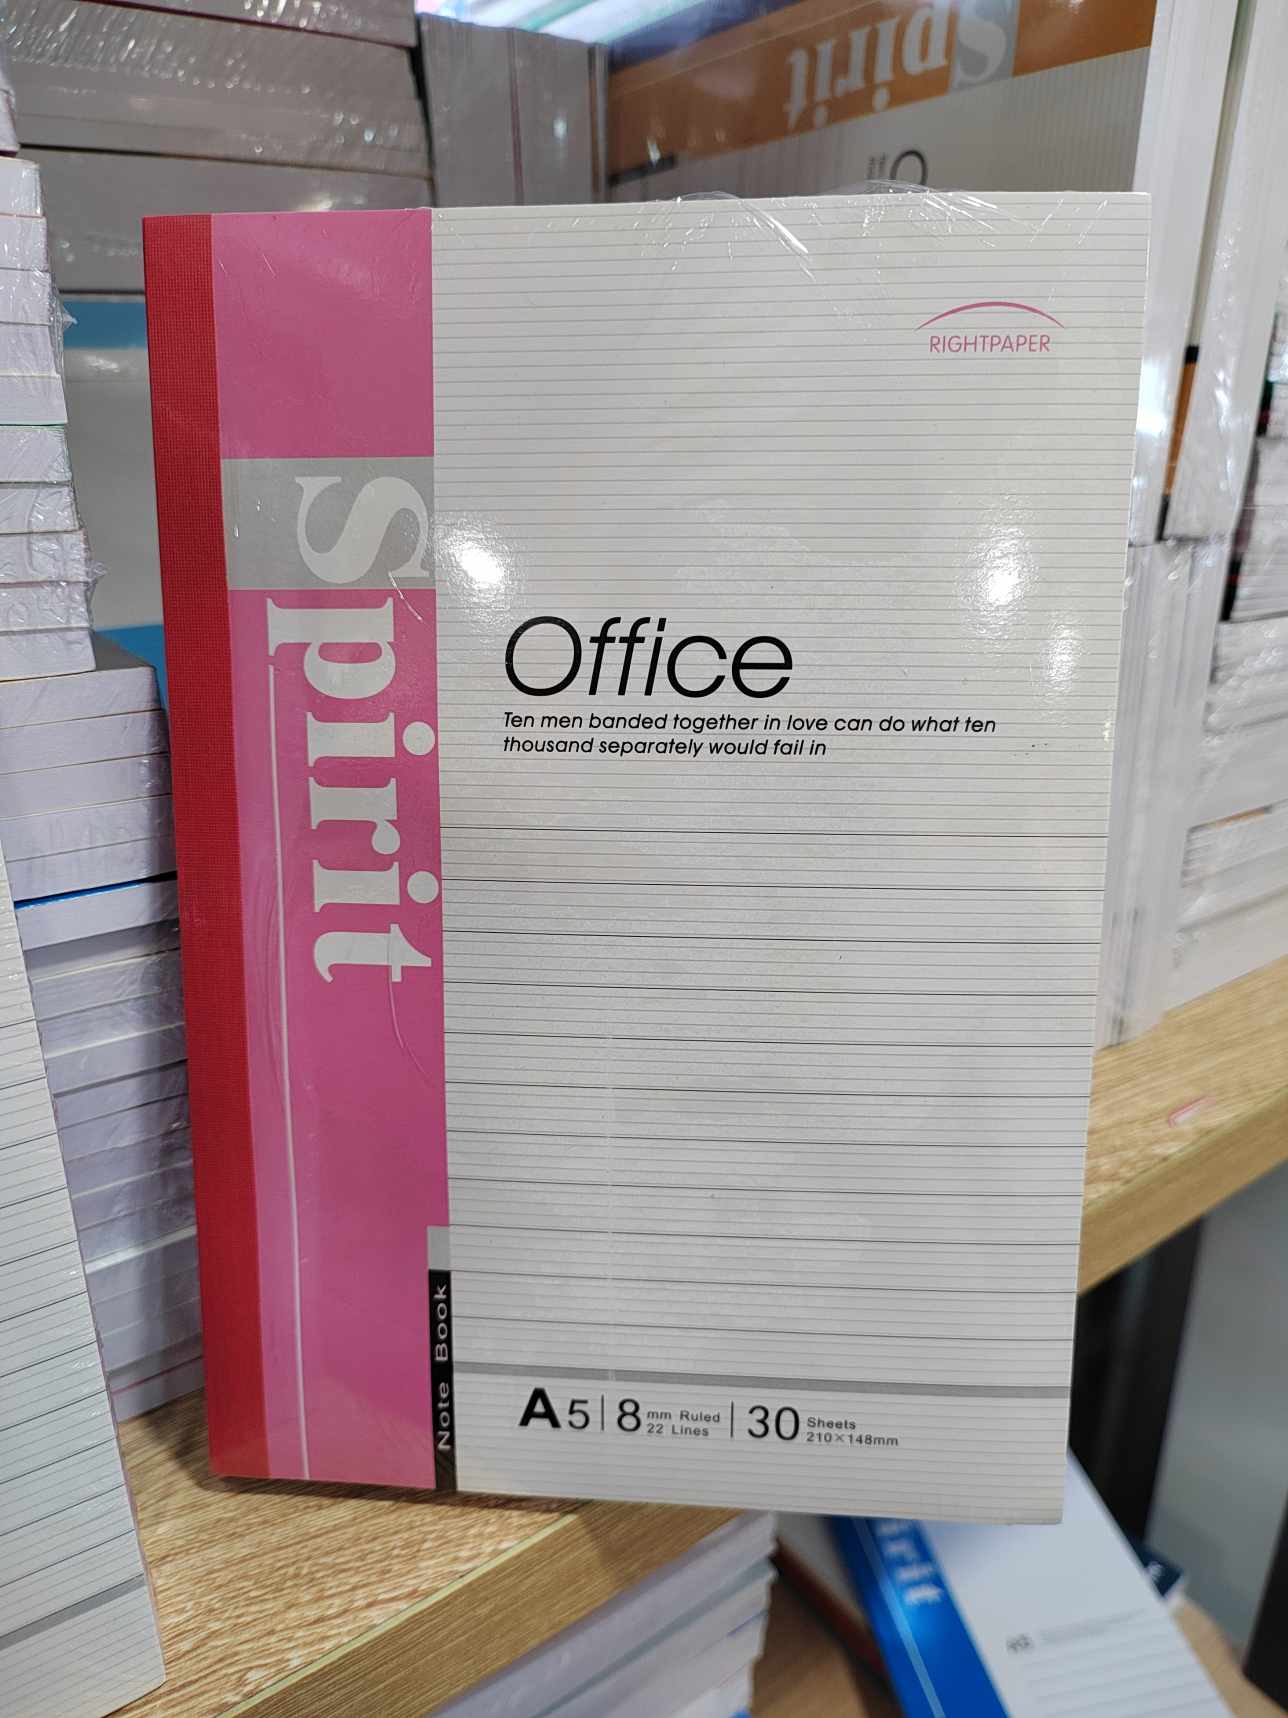 Spirit
RIGHTPAPER
Spirit
Office
Ten men banded together in love can do what ten
thousand separately would fail in
Note Book
A5 | 8 mm Ruled
22 Lines
30 Sheets
210×148mm